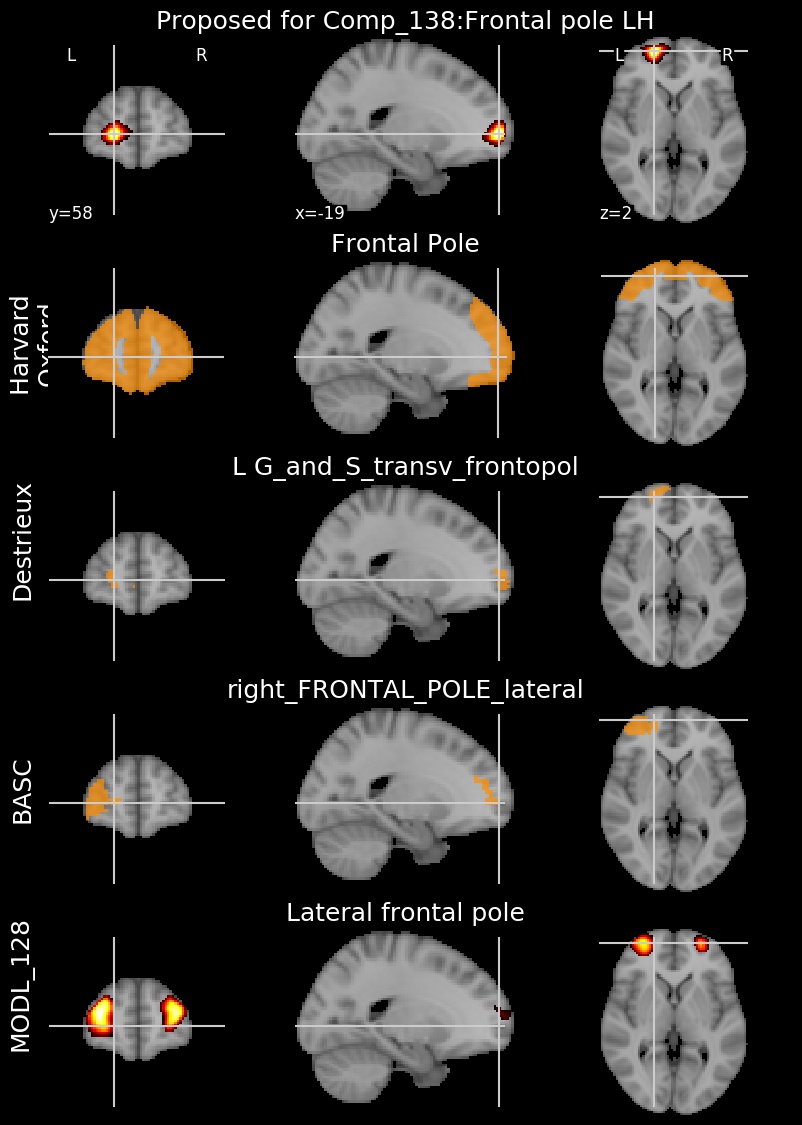 Proposed for Comp_138:Frontal pole LH
L R L R
y=58 x=-19 z=2
Frontal Pole
Harvard
Oxford
L G_and_S_transv_frontopol
Destrieux
right_FRONTAL_POLE_lateral
BASC
Lateral frontal pole
MODL_128